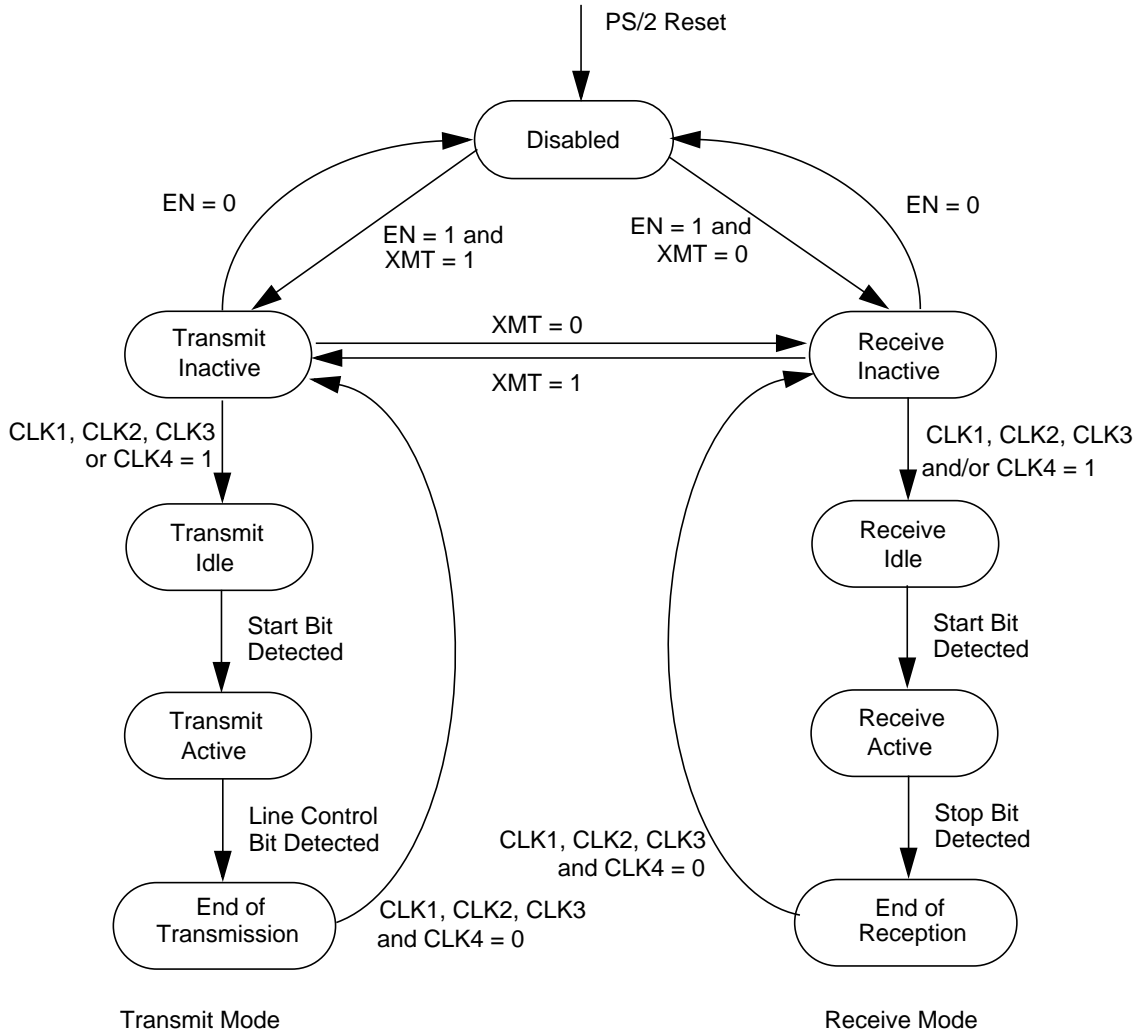 PS/2 Reset
Disabled
EN = 0
EN = 1 and
XMT = 1
EN = 1 and
XMT = 0
EN = 0
Transmit
Inactive
XMT = 0
XMT = 1
Receive
Inactive
CLK1, CLK2, CLK3
or CLK4 = 1
CLK1, CLK2, CLK3
and/or CLK4 = 1
Transmit
Idle
Receive
Idle
Start Bit
Detected
Start Bit
Detected
Transmit
Active
Receive
Active
Line Control
Bit Detected
Stop Bit
Detected
CLK1, CLK2, CLK3
and CLK4 = 0
End of
Transmission
CLK1, CLK2, CLK3
and CLK4 = 0
End of
Reception
Transmit Mode
Receive Mode